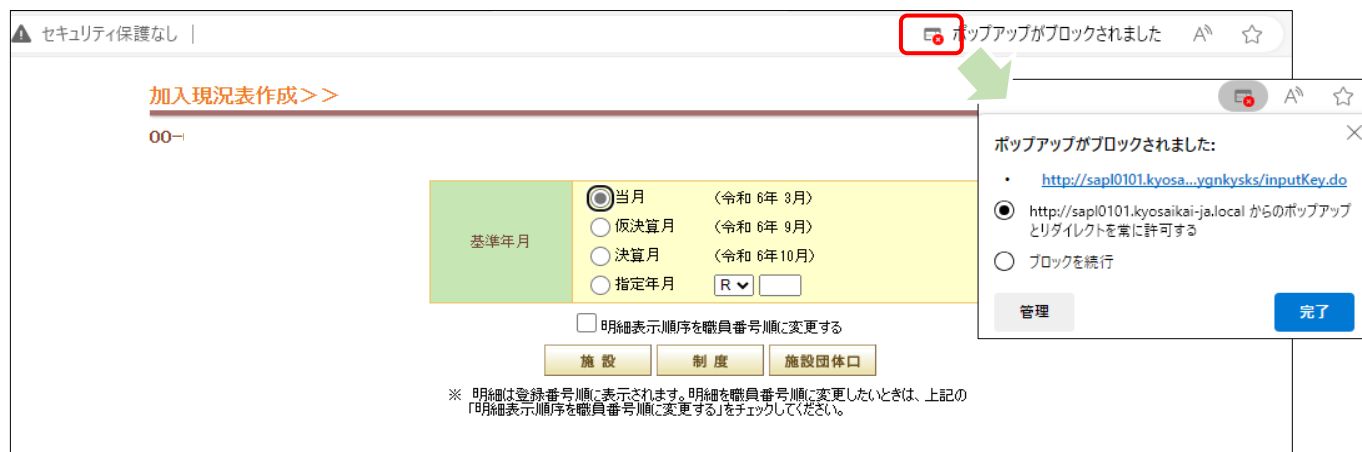 セキュリティ保護なし
ポップアップがブロックされました
加入現況表作成>>
00-
基準年月
当月 (令和 6年 3月)
仮決算月 (令和 6年 9月)
決算月 (令和 6年10月)
指定年月 R
明細表示順序を職員番号順に変更する
施設 制度 施設団体口
※ 明細は登録番号順に表示されます。明細を職員番号順に変更したいときは、上記の
「明細表示順序を職員番号順に変更する」をチェックしてください。
ポップアップがブロックされました:
・ http://sapl0101.kyosa...ygnkysks/inputKey.do
http://sapl0101.kyosaikai-ja.local からのポップアップ
とリダイレクトを常に許可する
ブロックを続行
管理 完了